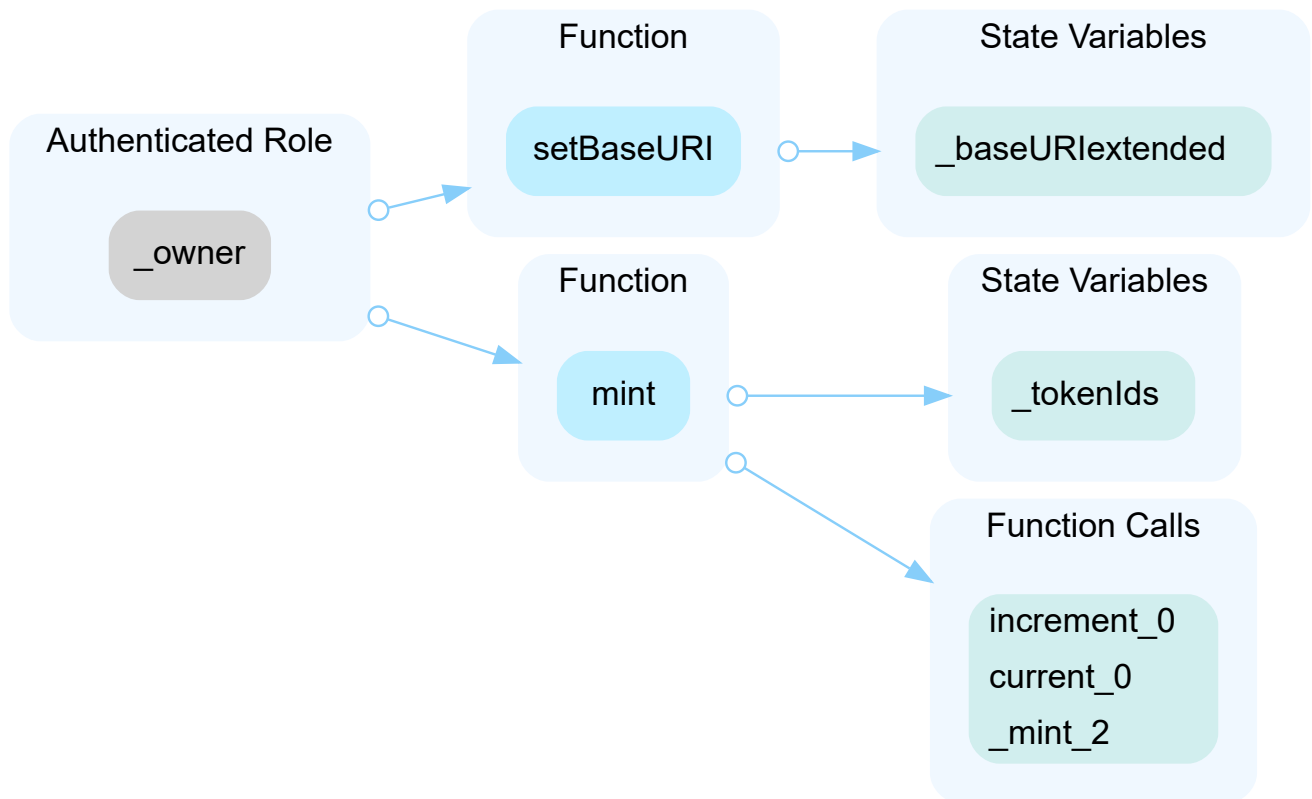 Authenticated Role
_owner
Function
setBaseURI
State Variables
_baseURIextended
Function
mint
State Variables
_tokenIds
Function Calls
increment_0
current_0
_mint_2